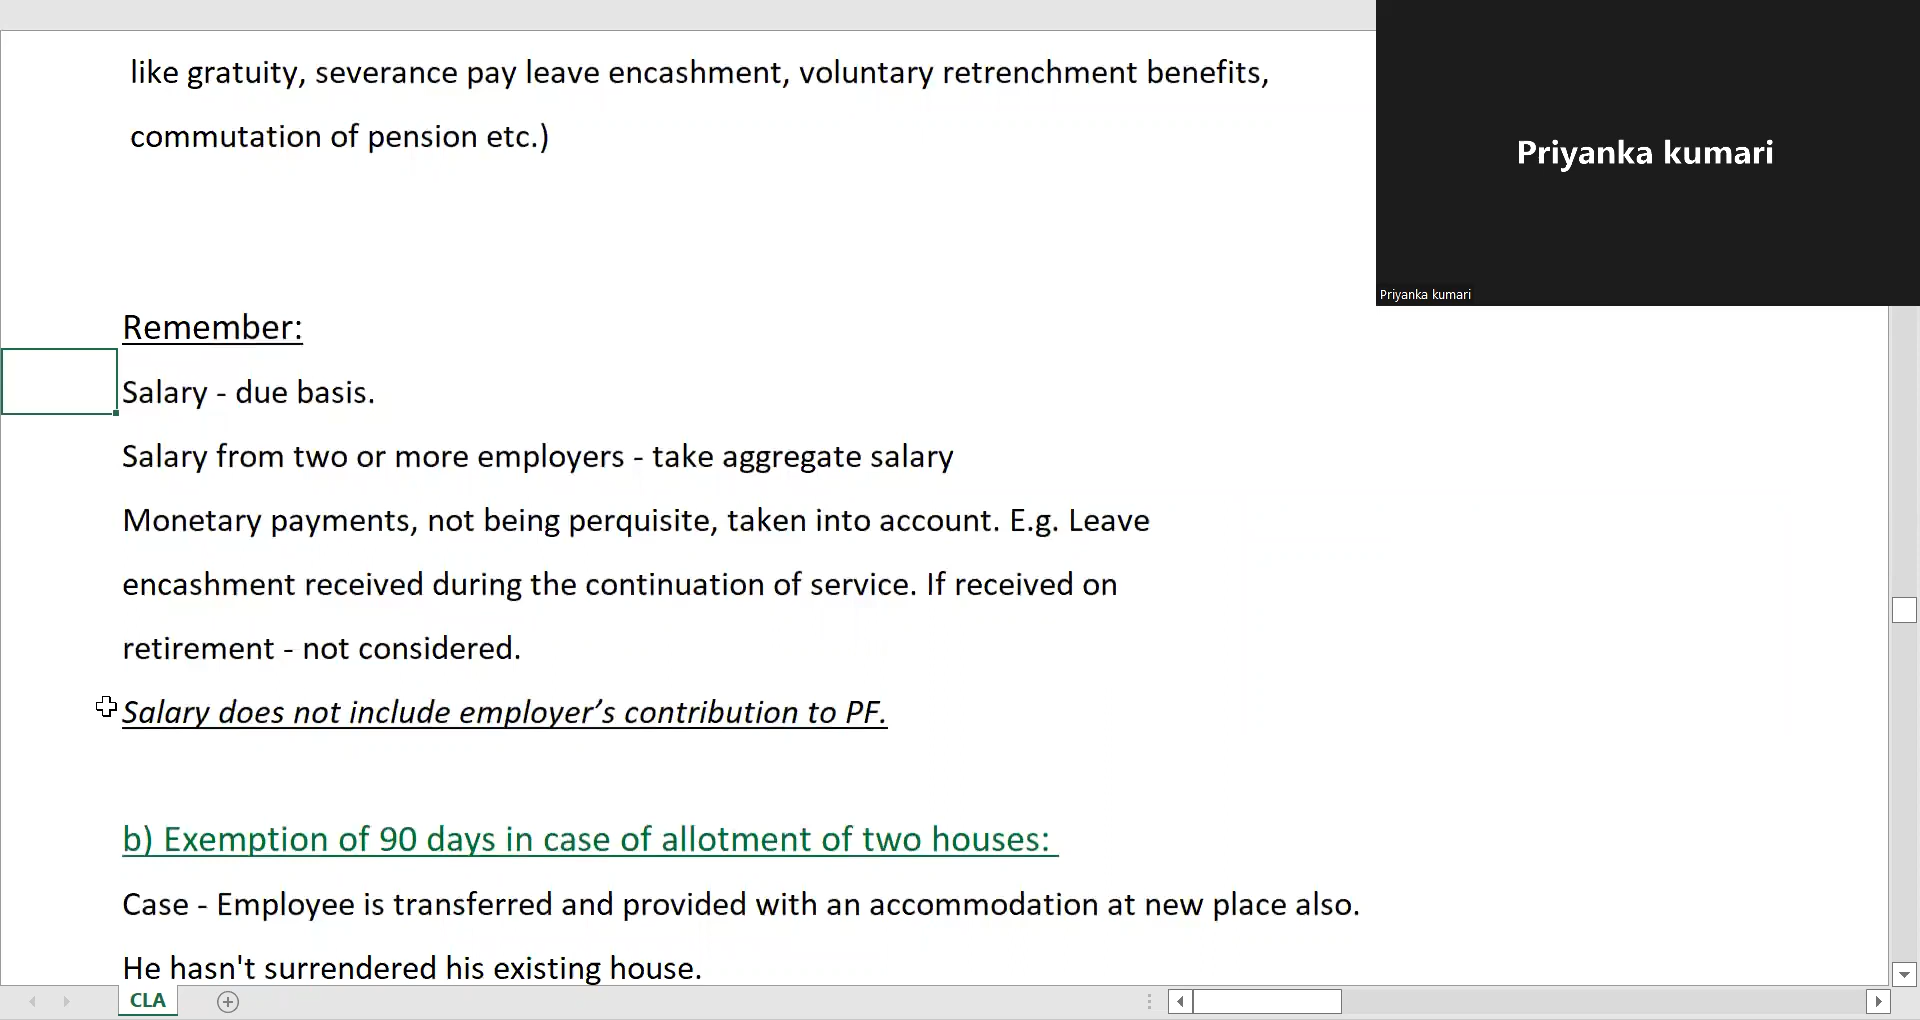 like gratuity, severance pay leave encashment, voluntary retrenchment benefits,
commutation of pension etc.)
Priyanka kumari
Priyanka kumari
Remember:
Salary - due basis.
Salary from two or more employers - take aggregate salary
Monetary payments, not being perquisite, taken into account. E.g. Leave
encashment received during the continuation of service. If received on
retirement - not considered.
Salary does not include employer’s contribution to PF.
b) Exemption of 90 days in case of allotment of two houses:
Case - Employee is transferred and provided with an accommodation at new place also.
He hasn't surrendered his existing house.
CLA